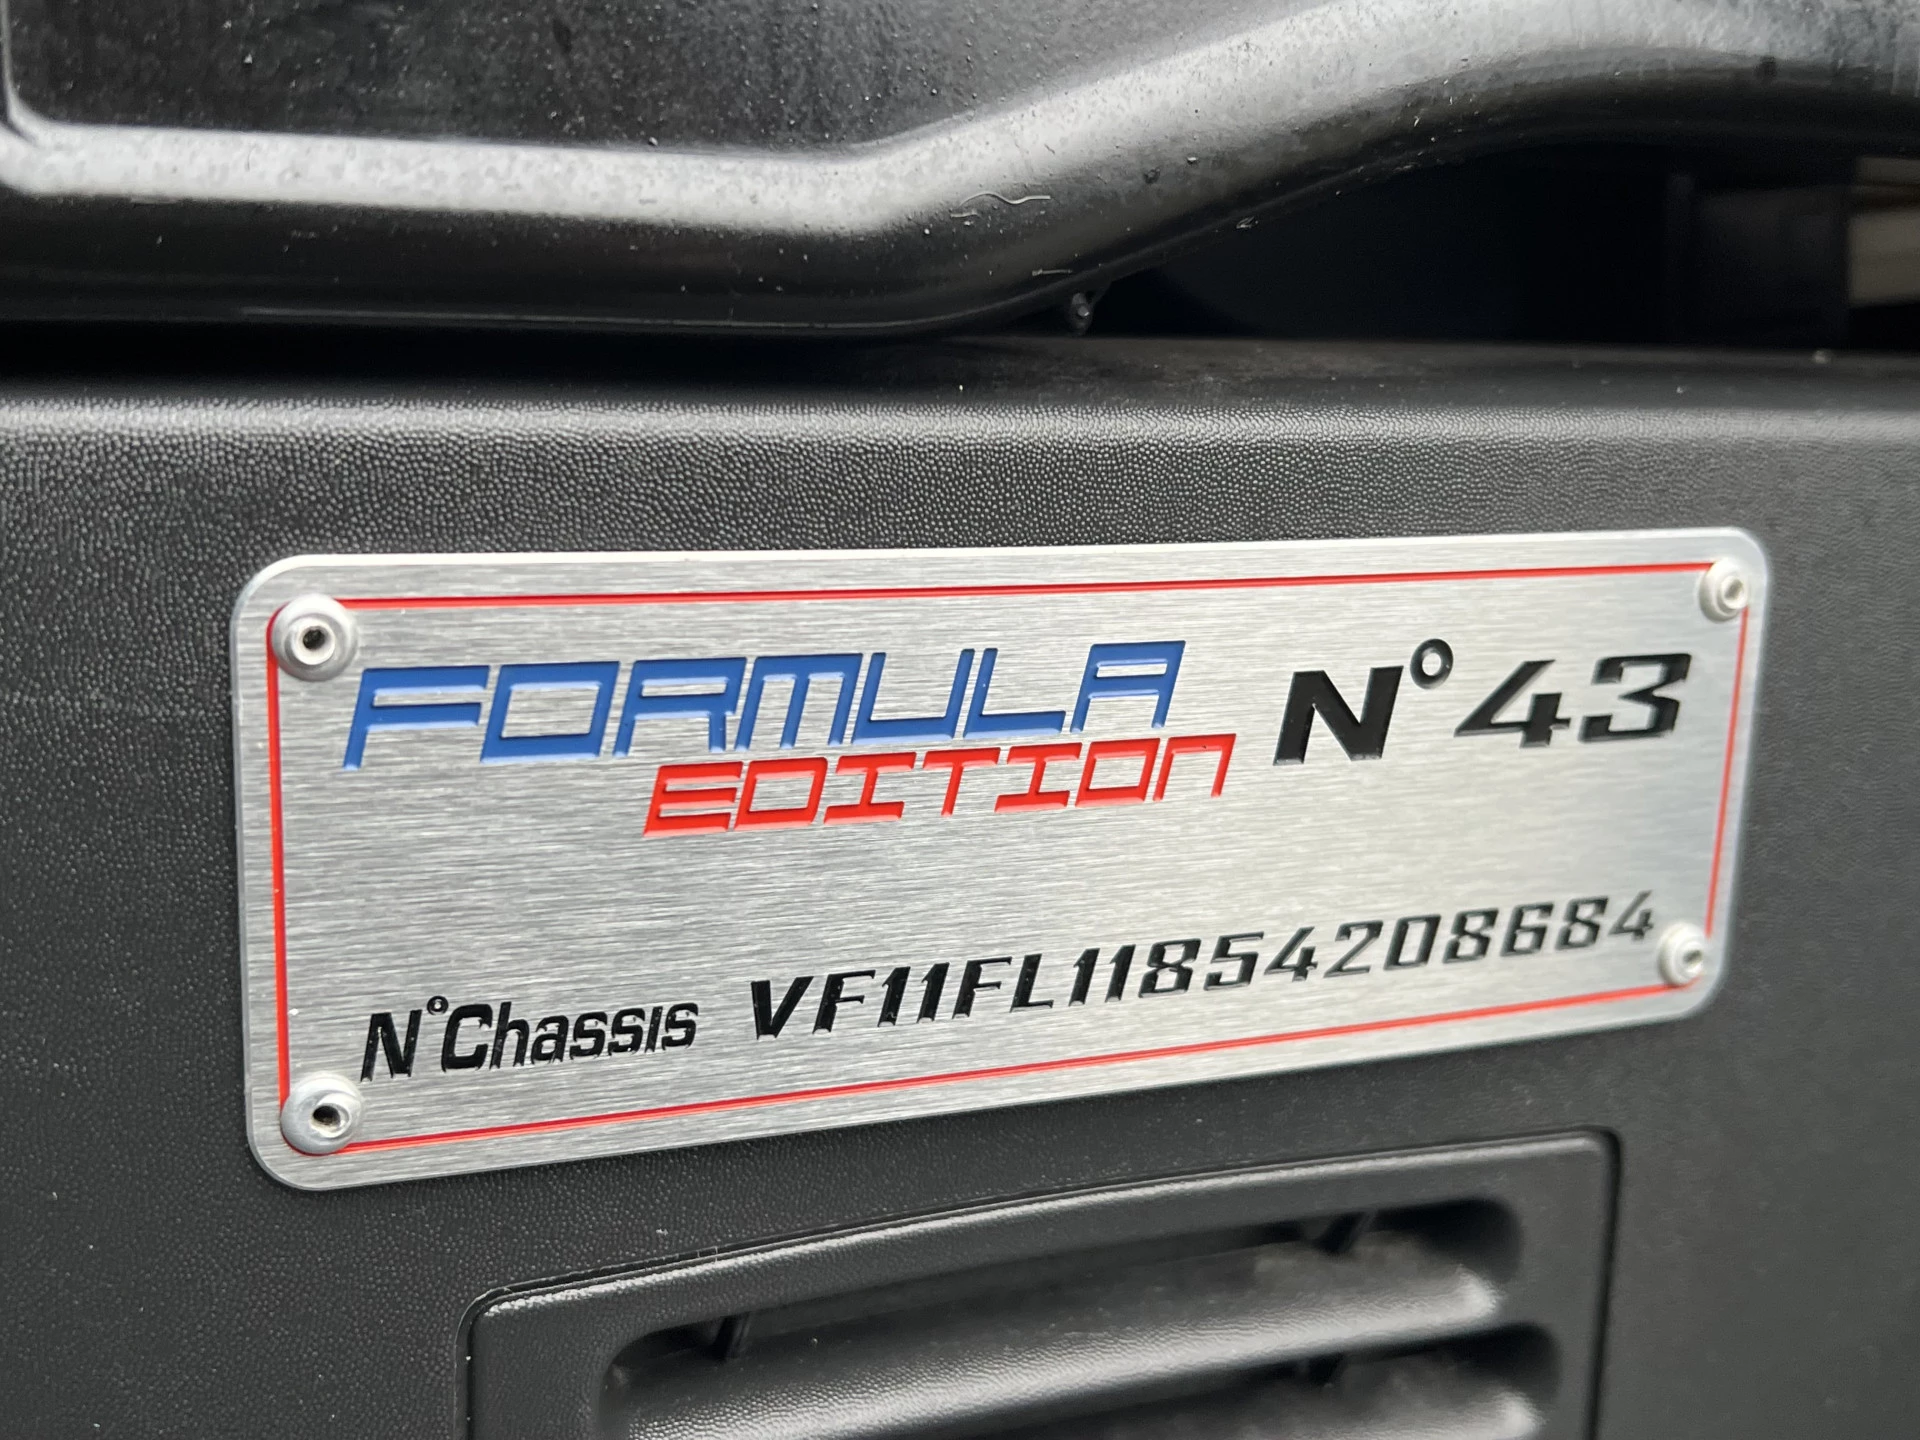 FORMULA N° 43
EDITION
N°Chassis VF11FL11854208684